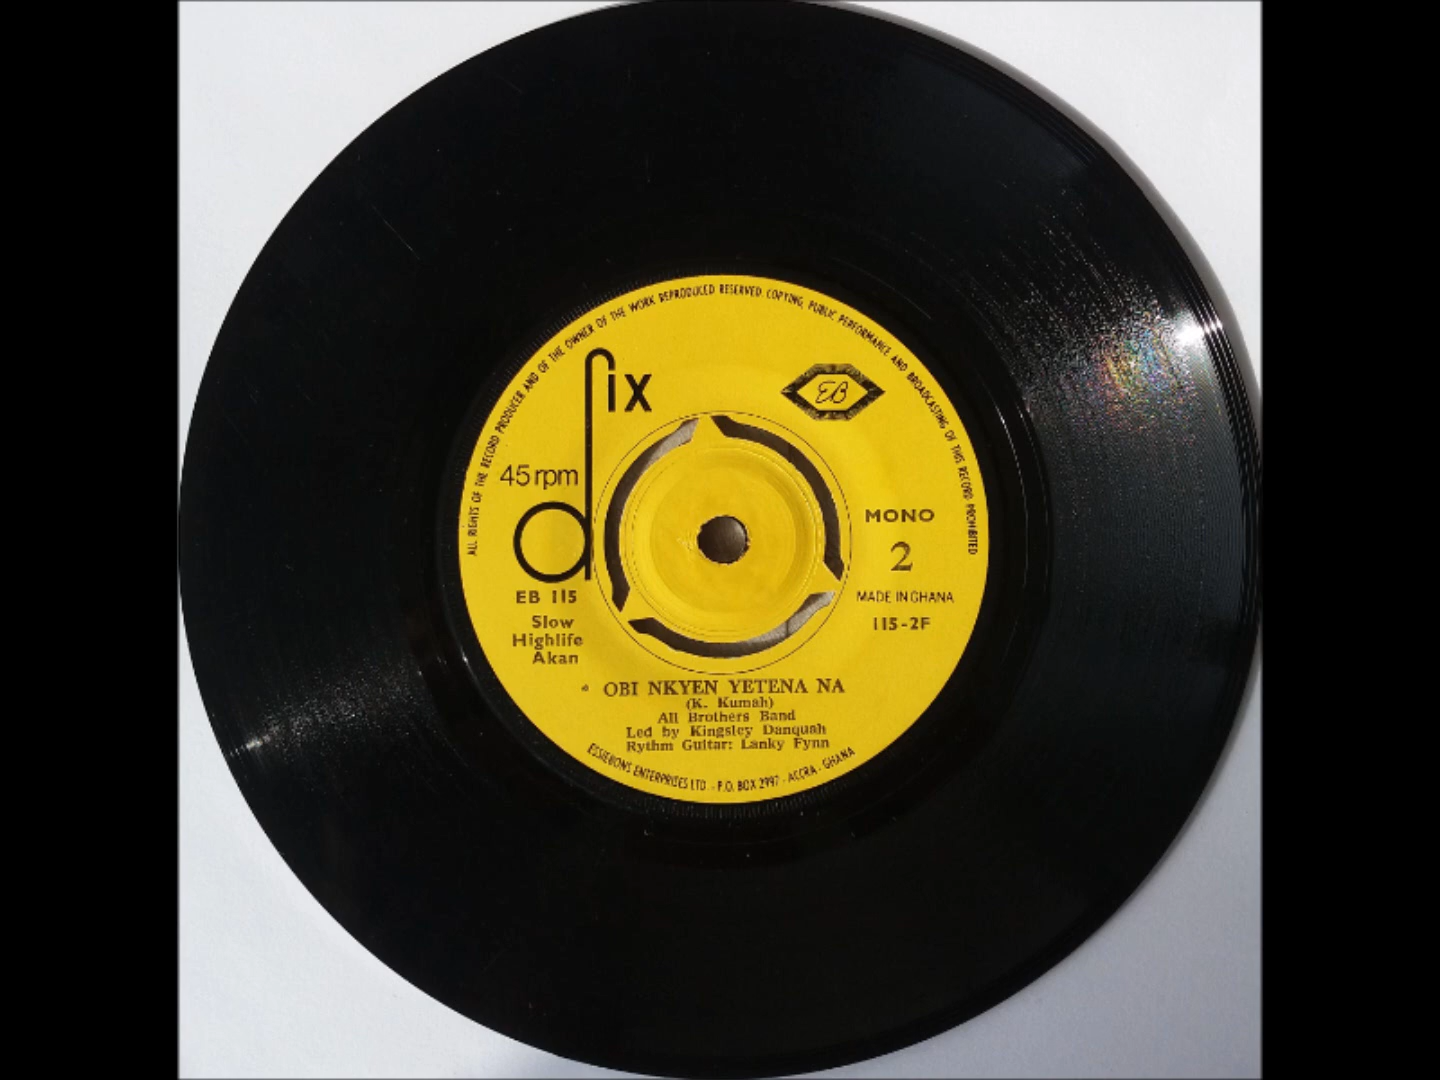 ALL RIGHTS OF THE RECORD PRODUCER AND OF THE OWNER OF THE WORK REPRODUCED RESERVED. COPYING, PUBLIC PERFORMANCE AND BROADCASTING OF THIS RECORD PROHIBITED
dix
EB
45 rpm
MONO
2
EB 115
MADE IN GHANA
Slow
115-2F
Highlife
Akan
OBI NKYEN YETENA NA
(K. Kumah)
All Brothers Band
Led by Kingsley Danquah
Rythm Guitar: Lanky Fynn
ESSIEBONS ENTERPRISES LTD. - P.O. BOX 2997 - ACCRA - GHANA